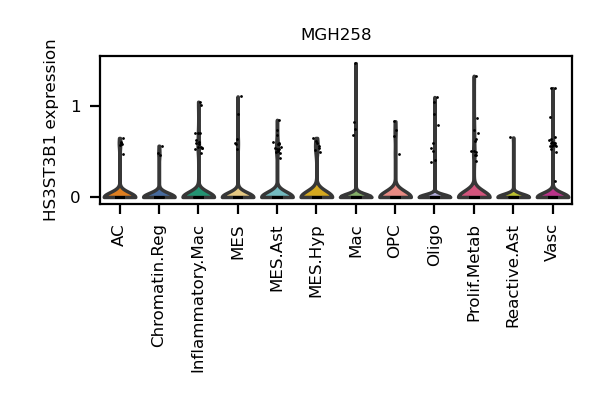 MGH258
HS3ST3B1 expression
1
0
AC
Chromatin.Reg
Inflammatory.Mac
MES
MES.Ast
MES.Hyp
Mac
OPC
Oligo
Prolif.Metab
Reactive.Ast
Vasc